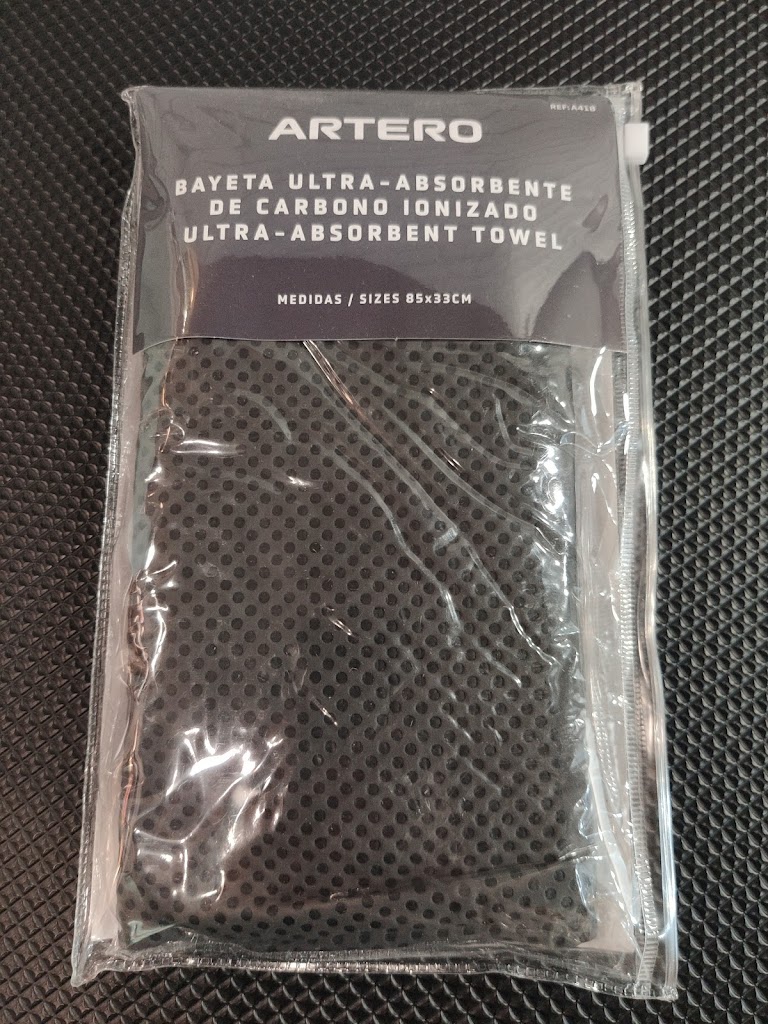 REF: A419
ARTERO
BAYETA ULTRA-ABSORBENTE
DE CARBONO IONIZADO
ULTRA-ABSORBENT TOWEL
MEDIDAS / SIZES 85x33CM